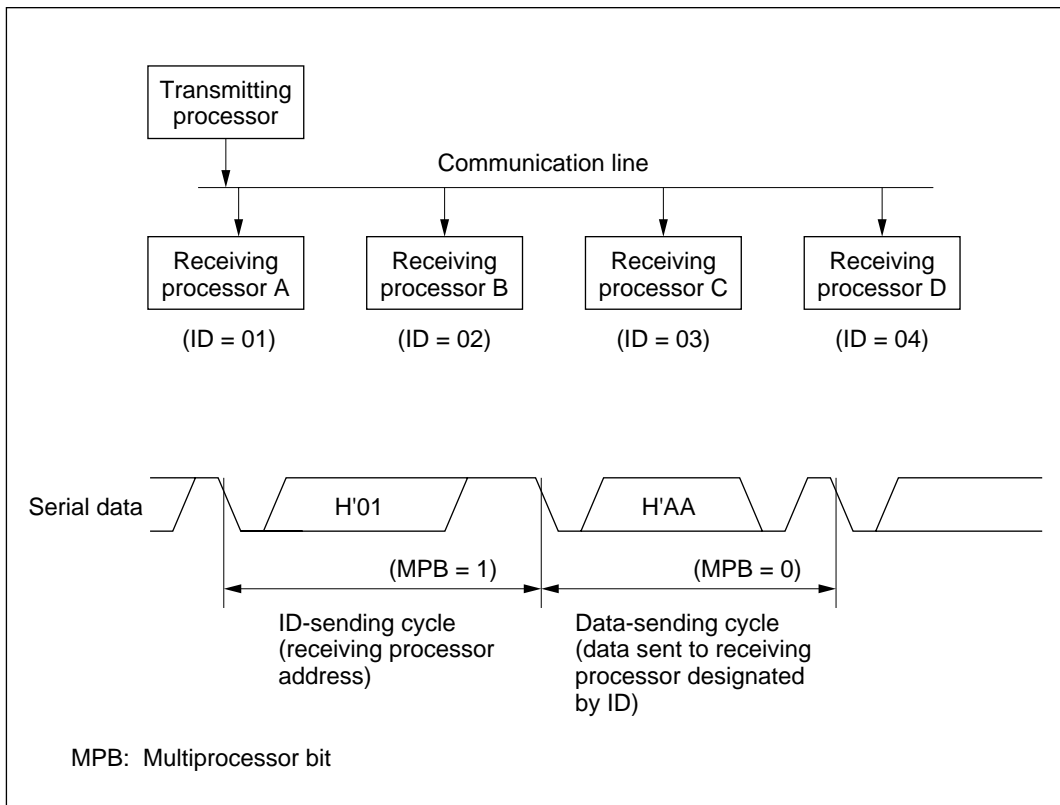 Transmitting
processor
Communication line
Receiving
processor A
Receiving
processor B
Receiving
processor C
Receiving
processor D
(ID = 01)
(ID = 02)
(ID = 03)
(ID = 04)
Serial data
H'01
H'AA
(MPB = 1)
(MPB = 0)
ID-sending cycle
(receiving processor
address)
Data-sending cycle
(data sent to receiving
processor designated
by ID)
MPB: Multiprocessor bit